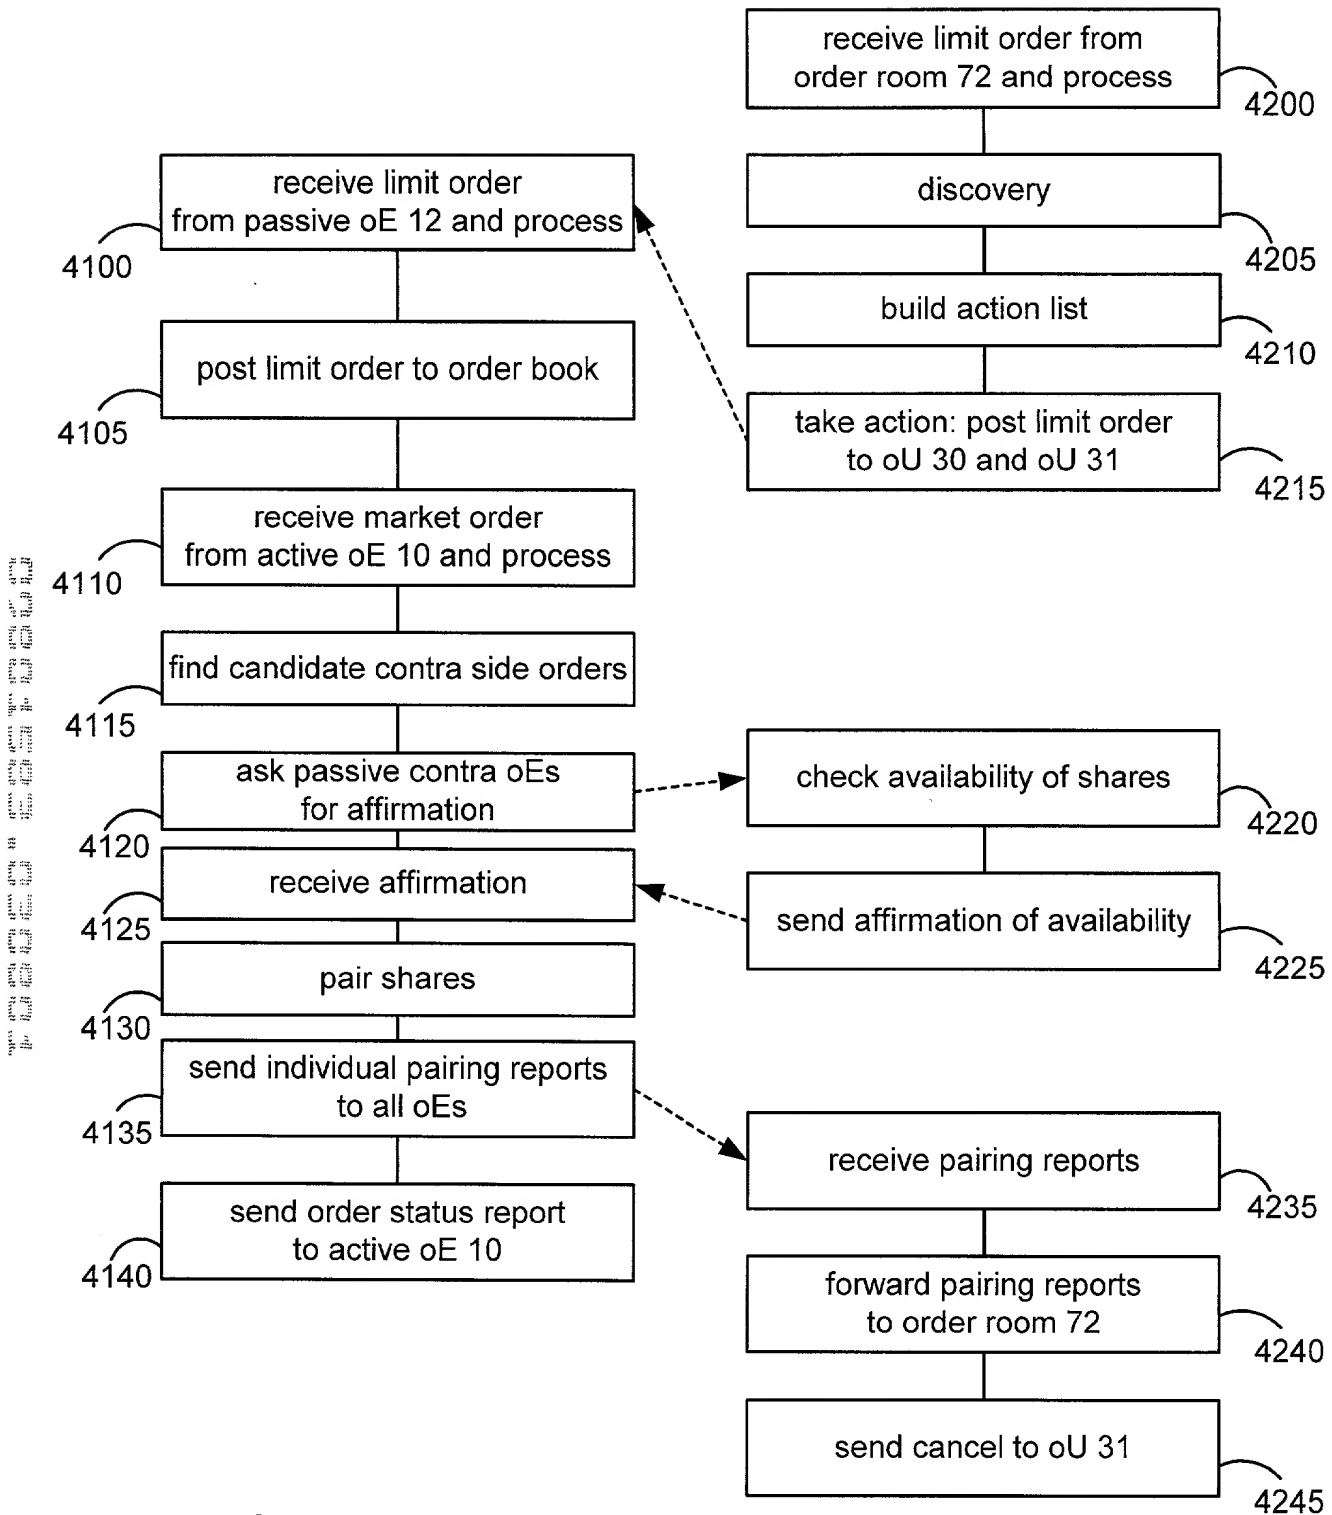 receive limit order from
order room 72 and process
4200
discovery
4205
build action list
4210
take action: post limit order
to oU 30 and oU 31
4215
receive limit order
from passive oE 12 and process
4100
post limit order to order book
4105
receive market order
from active oE 10 and process
4110
find candidate contra side orders
4115
ask passive contra oEs
for affirmation
4120
check availability of shares
4220
receive affirmation
4125
send affirmation of availability
4225
pair shares
4130
send individual pairing reports
to all oEs
4135
receive pairing reports
4235
send order status report
to active oE 10
4140
forward pairing reports
to order room 72
4240
send cancel to oU 31
4245